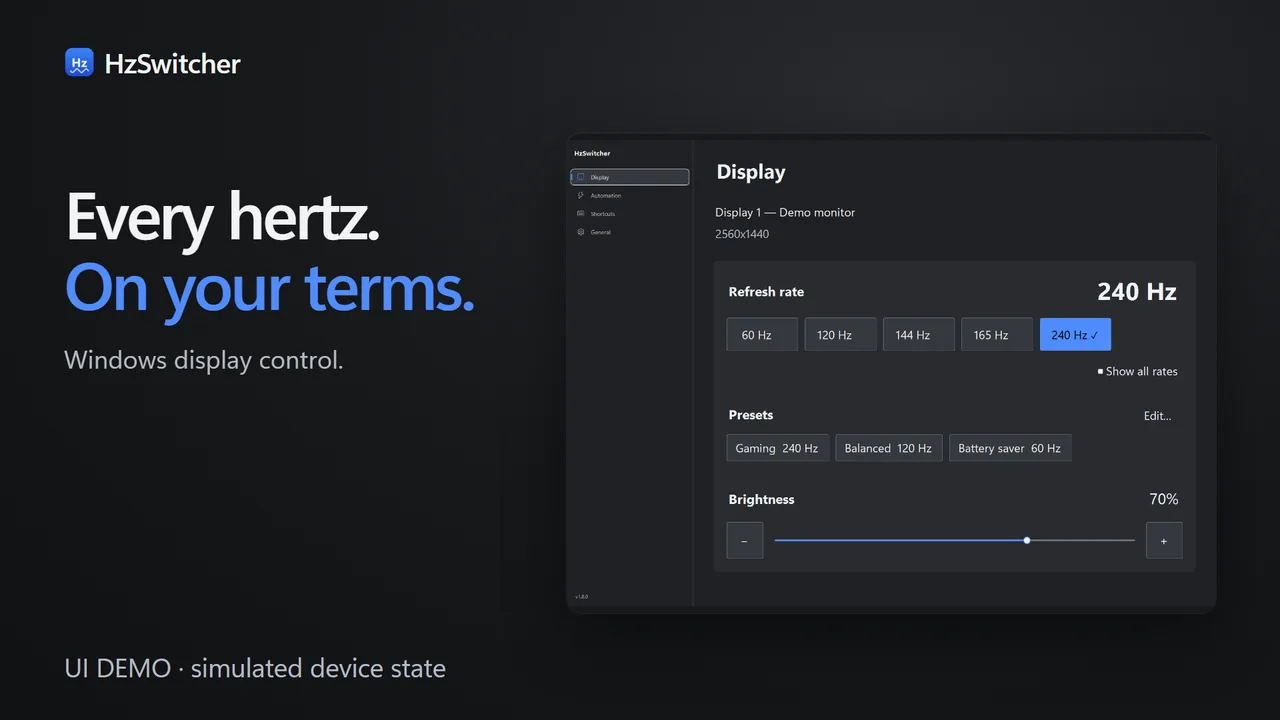 Hz
HzSwitcher
Every hertz.
On your terms.
Windows display control.
UI DEMO · simulated device state
HzSwitcher
Display
Automation
Shortcuts
General
v1.8.0
Display
Display 1 — Demo monitor
2560x1440
Refresh rate
240 Hz
60 Hz
120 Hz
144 Hz
165 Hz
240 Hz ✓
Show all rates
Presets
Edit...
Gaming 240 Hz
Balanced 120 Hz
Battery saver 60 Hz
Brightness
70%
−
+